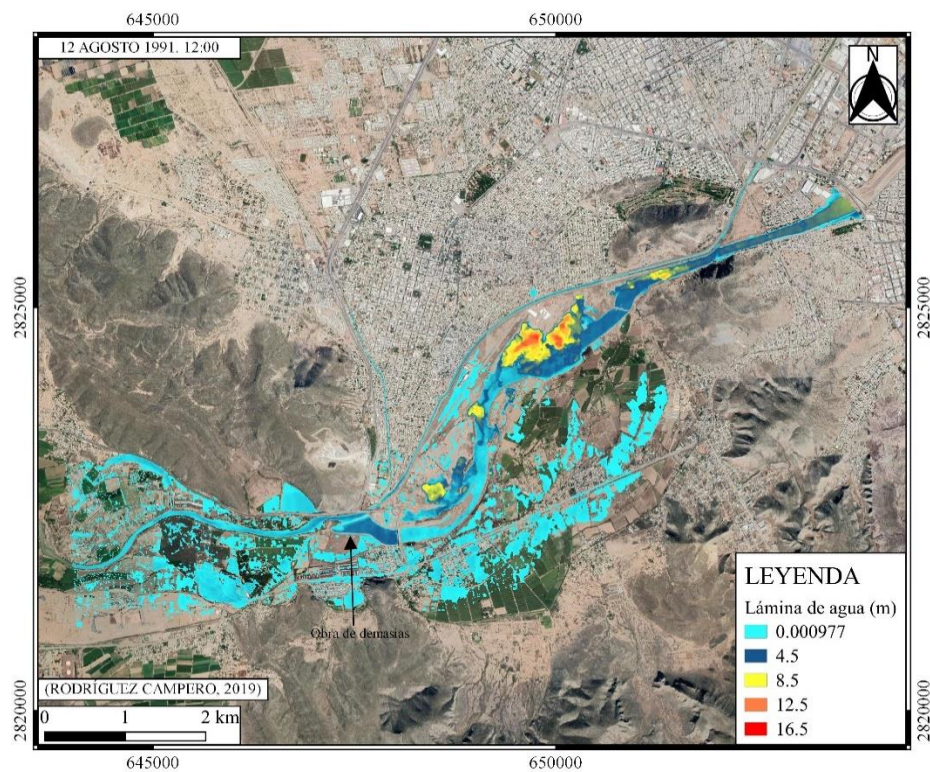 645000
650000
12 AGOSTO 1991. 12:00
N
2825000
2825000
Obra de demasías
LEYENDA
Lámina de agua (m)
0.000977
4.5
8.5
12.5
16.5
(RODRÍGUEZ CAMPERO, 2019)
0 1 2 km
2820000
2820000
645000
650000